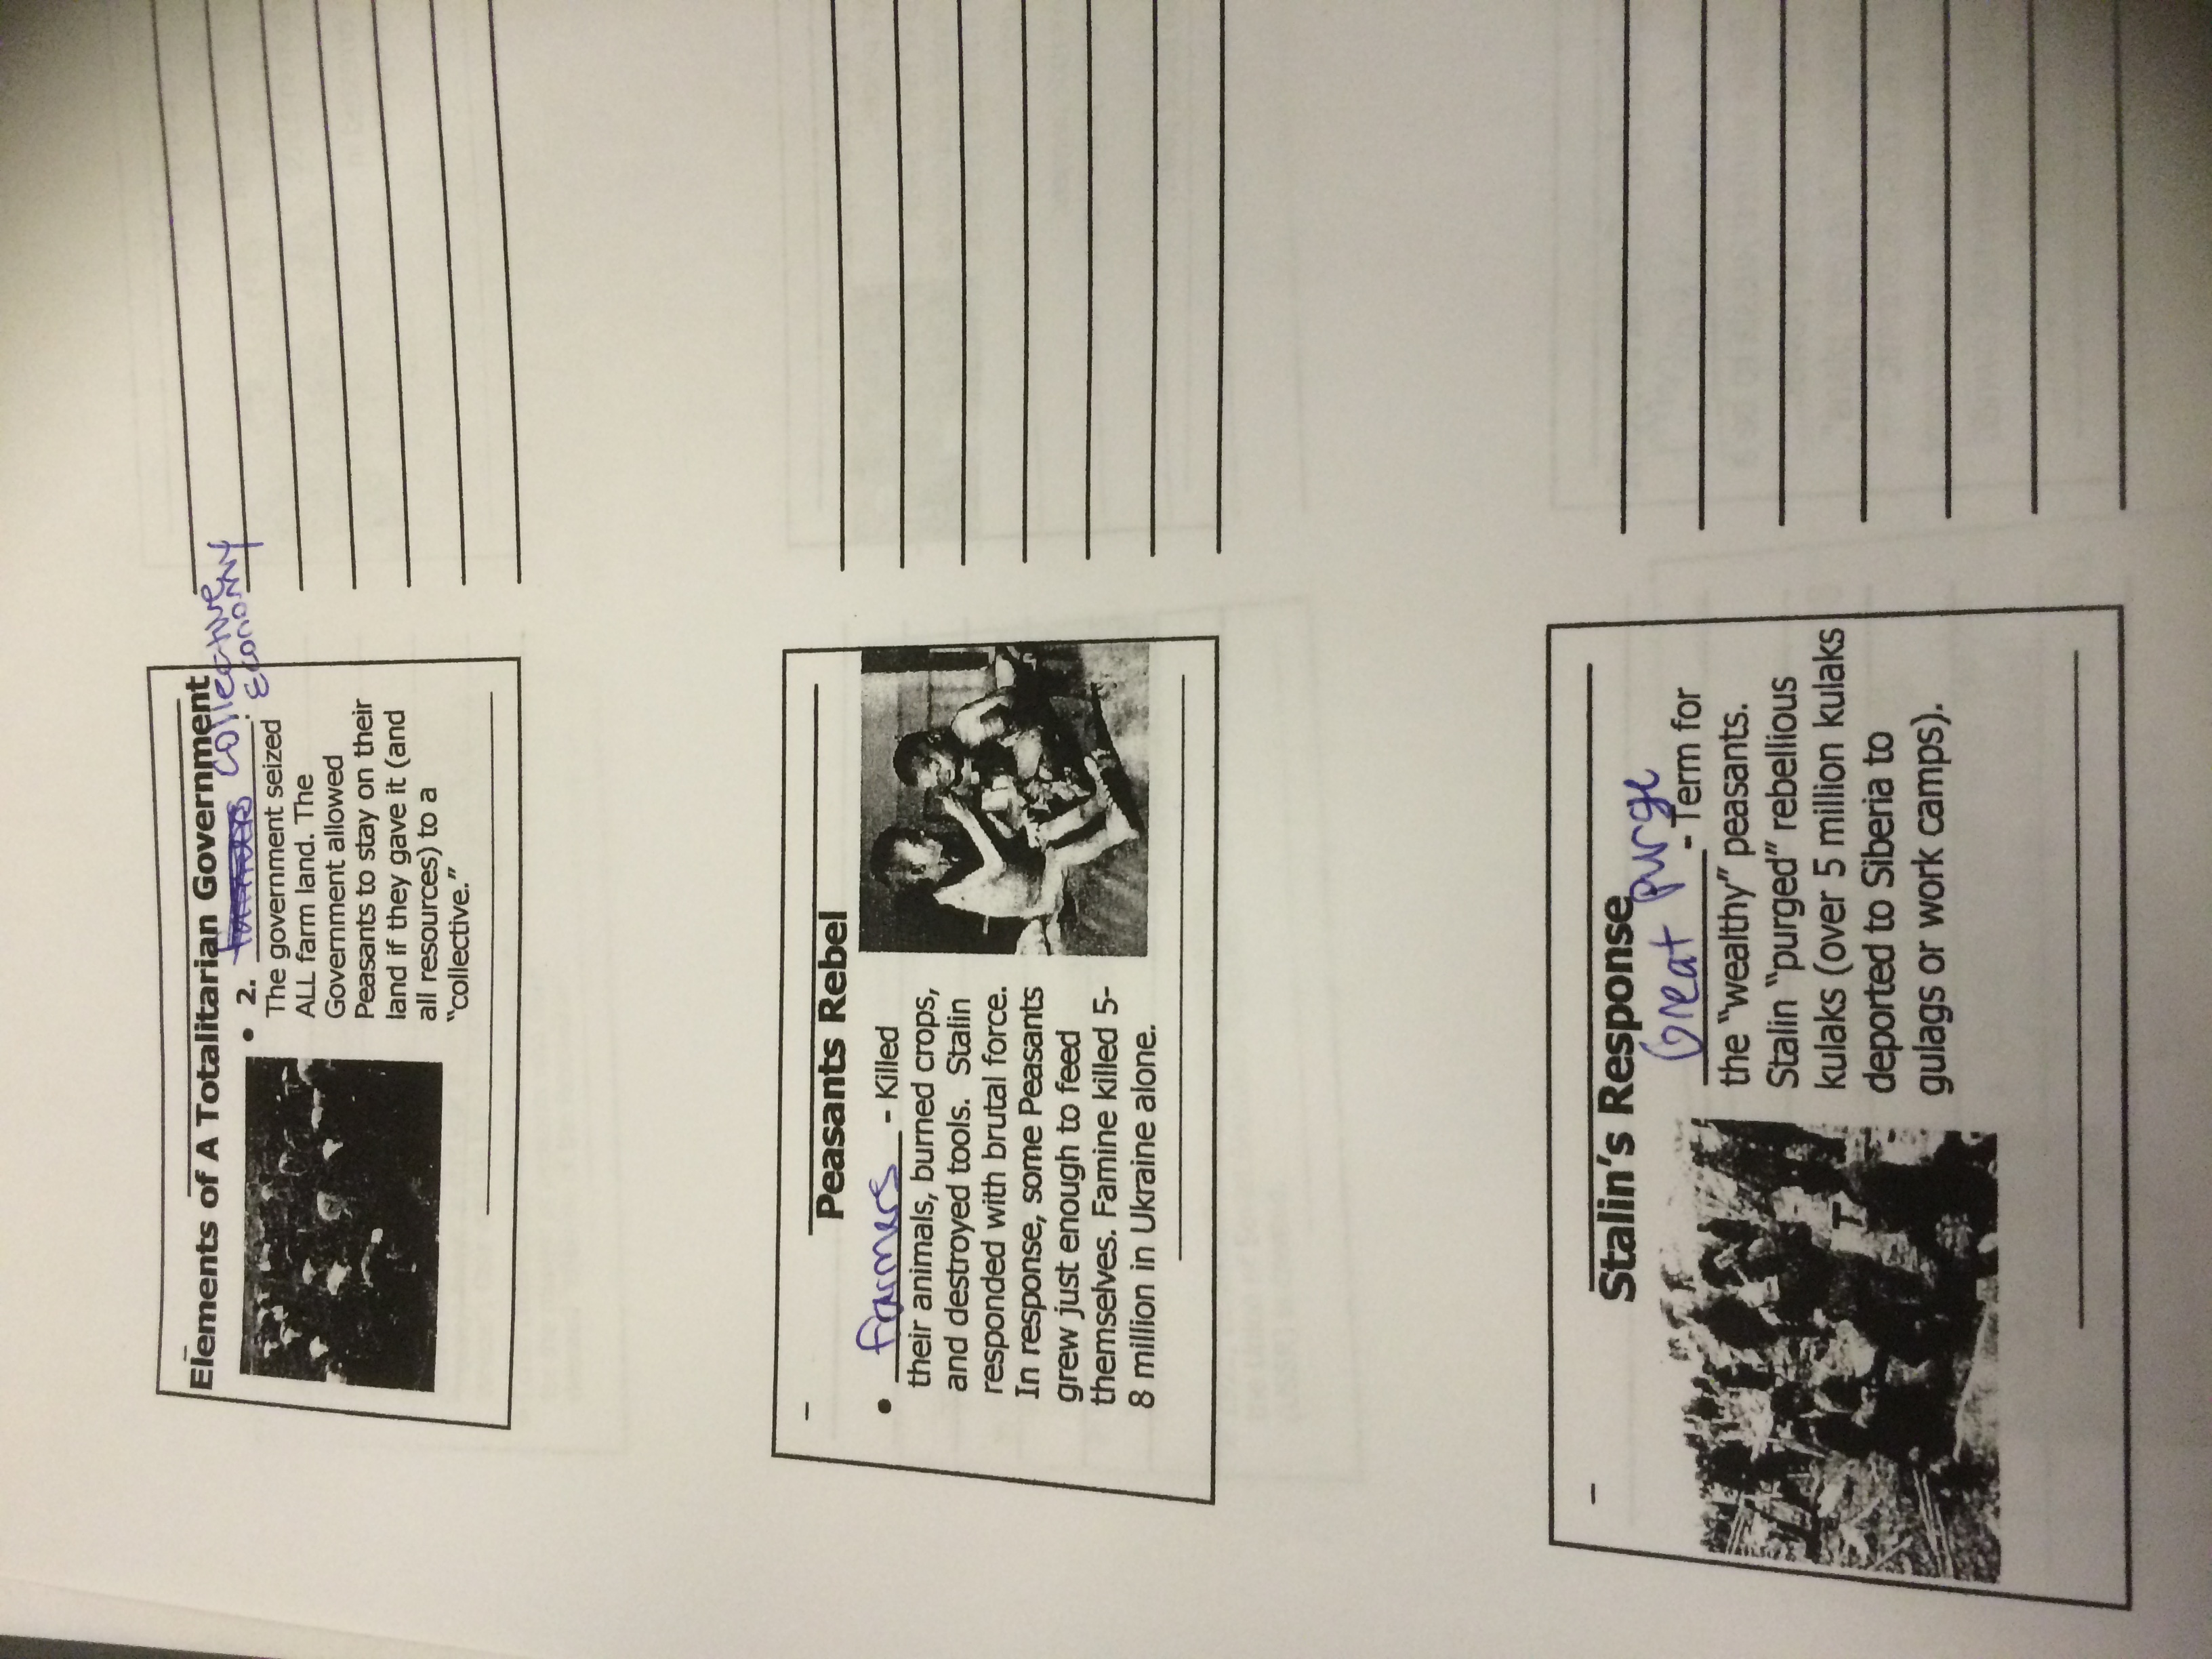 Elements of A Totalitarian Government
• 2. farmers Collective
Economy
The government seized
ALL farm land. The
Government allowed
Peasants to stay on their
land if they gave it (and
all resources) to a
“collective.”
Peasants Rebel
• farmers - Killed
their animals, burned crops,
and destroyed tools. Stalin
responded with brutal force.
In response, some Peasants
grew just enough to feed
themselves. Famine killed 5-
8 million in Ukraine alone.
Stalin’s Response
Great Purge
- Term for
the “wealthy” peasants.
Stalin “purged” rebellious
kulaks (over 5 million kulaks
deported to Siberia to
gulags or work camps).